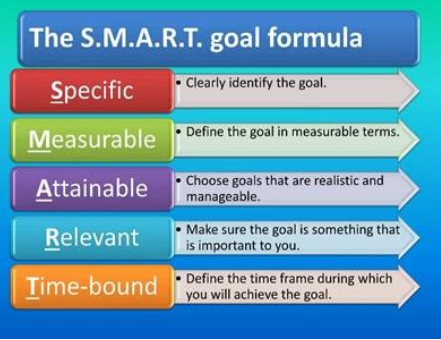 The S.M.A.R.T. goal formula
Specific
• Clearly identify the goal.
Measurable
• Define the goal in measurable terms.
Attainable
• Choose goals that are realistic and
manageable.
Relevant
• Make sure the goal is something that
is important to you.
Time-bound
• Define the time frame during which
you will achieve the goal.